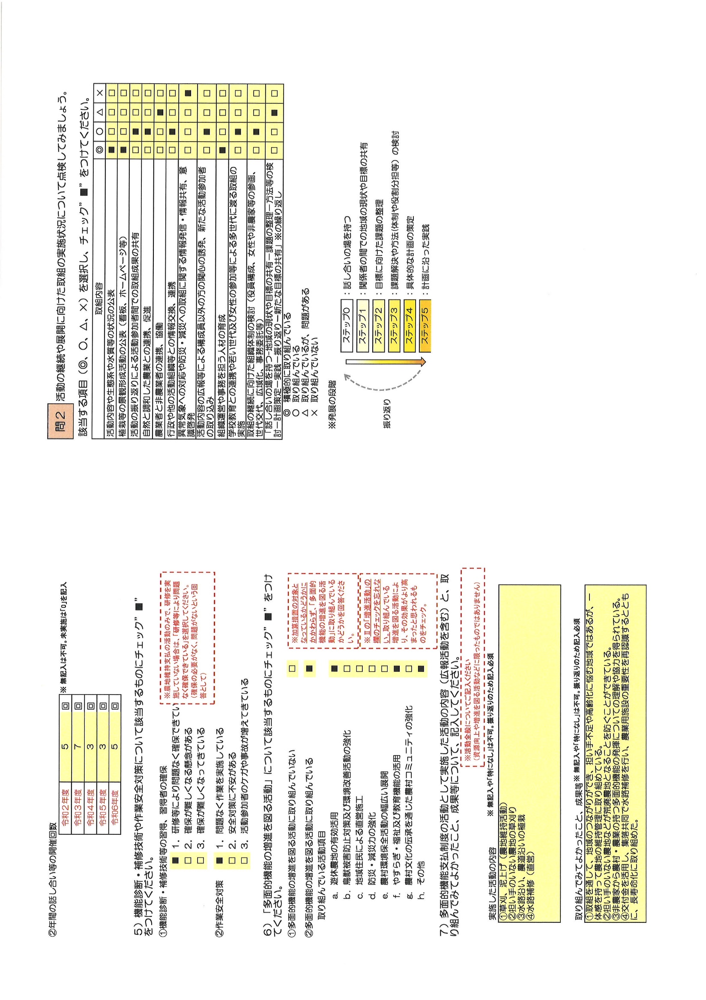 ②年間の話し合い等の開催回数
※ 無記入は不可。未実施は「0」を記入
令和2年度 5 回
令和3年度 7 回
令和4年度 3 回
令和5年度 3 回
令和6年度 5 回
5）機能診断・補修技術や作業安全対策について該当するものにチェック”■”
をつけてください。
①機能診断・補修技術等の習得、習得者の確保
■ 1. 研修等により問題なく確保できてい
□ 2. 確保が難しくなる懸念がある
□ 3. 確保が難しくなってきている
※農地維持支払の活動のみで、研修を実
施していない場合は、「研修等により問題
なく確保できている」を選択してください。
（確保の必要がなく、問題がないという回
答として）
②作業安全対策
■ 1. 問題なく作業を実施している
□ 2. 安全対策に不安がある
□ 3. 活動参加者のケガや事故が増えてきている
6）「多面的機能の増進を図る活動」について該当するものにチェック”■”をつけ
てください。
①多面的機能の増進を図る活動に取り組んでいない □
②多面的機能の増進を図る活動に取り組んでいる ■
取り組んでいる活動項目
a. 遊休農地の有効活用 ■
b. 鳥獣被害防止対策及び環境改善活動の強化 □
c. 地域住民による直営施工 □
d. 防災・減災力の強化 □
e. 農村環境保全活動の幅広い展開 □
f. やすらぎ・福祉及び教育機能の活用 ■
g. 農村文化の伝承を通じた農村コミュニティの強化 □
h. その他 ■
※加算措置の対象と
なっているかどうかに
かかわらず、「多面的
機能の増進を図る活
動」に取り組んでいる
かどうかを回答くださ
い。
※Ⅱの「増進活動」の
欄のチェックを忘れな
い。取り組んでいる
増進を図る活動によ
り、その効果がより高
まったと思われるも
のをチェック。
7）多面的機能支払制度の活動として実施した活動の内容（広報活動を含む）と、取
り組んでみてよかったこと、成果等について、記入してください。
※活動全般についてご記入ください
（資源向上や増進を図る活動などに限ったものではありません）
実施した活動の内容 ※ 無記入や「特になし」は不可。振り返りのため記入必須
①草刈、泥上げ（農地維持活動）
②担い手のいない農地の草刈り
③水路沿い、農道沿いの植栽
④水路補修（直営）
取り組んでみてよかったこと、成果等※ 無記入や「特になし」は不可。振り返りのため記入必須
①取組を通して、地域のつながりができ、担い手不足や高齢化に悩む地域ではあるが、一
体感を持って農地の維持管理に取り組めている。
②担い手のいない農地などが荒廃農地となることを防ぐことができている。
③非農家から農村・農業の持つ多面的機能の発揮についての理解や協力を得られている。
④交付金を活用し、集落共同で水路補修を行い、農業用施設の重要性を再認識するととも
に、長寿命化に取り組めた。
問2 活動の継続や展開に向けた取組の実施状況について点検してみましょう。
該当する項目（◎、○、△、×）を選択し、チェック”■”をつけてください。
取組内容 ◎ ○ △ ×
活動内容や生態系や水質等の状況の公表 ■ □ □ □
植栽等の景観形成活動の公表（看板、ホームページ等） ■ □ □ □
活動の振り返りによる活動参加者間での取組成果の共有 □ ■ □ □
自然と調和した農業との連携、促進 □ ■ □ □
農業者と非農業者の連携、協働 □ □ ■ □
行政や他の活動組織等との情報交換、連携 □ ■ □ □
異常気象への対応や防災・減災への取組に関する情報発信・情報共有、意
識啓発 □ □ □ ■
活動内容の広報等による構成員以外の方の関心の誘発、新たな活動参加者
の取り込み □ ■ □ □
組織運営や事務を担う人材の育成 ■ □ □ □
学校教育との連携や若い世代及び女性の参加等による多世代に渡る取組の
実施 □ ■ □ □
取組の継続に向けた組織体制の検討（役員構成、女性や非農家等の参画、
世代交代、広域化、事務委託等） □ ■ □ □
「話し合いの場を持つ－地域の現状や目標の共有－課題の整理－方法等の検
討－計画策定－実践－振り返り－新たな目標の共有」※の繰り返し □ □ ■ □
◎ 積極的に取り組んでいる
○ 取り組んでいる
△ 取り組んでいるが、問題がある
× 取り組んでいない
※発展の段階
振り返り
ステップ0 ：話し合いの場を持つ
ステップ1 ：関係者の間での地域の現状や目標の共有
ステップ2 ：目標に向けた課題の整理
ステップ3 ：課題解決や方法(体制や役割分担等）の検討
ステップ4 ：具体的な計画の策定
ステップ5 ：計画に沿った実践